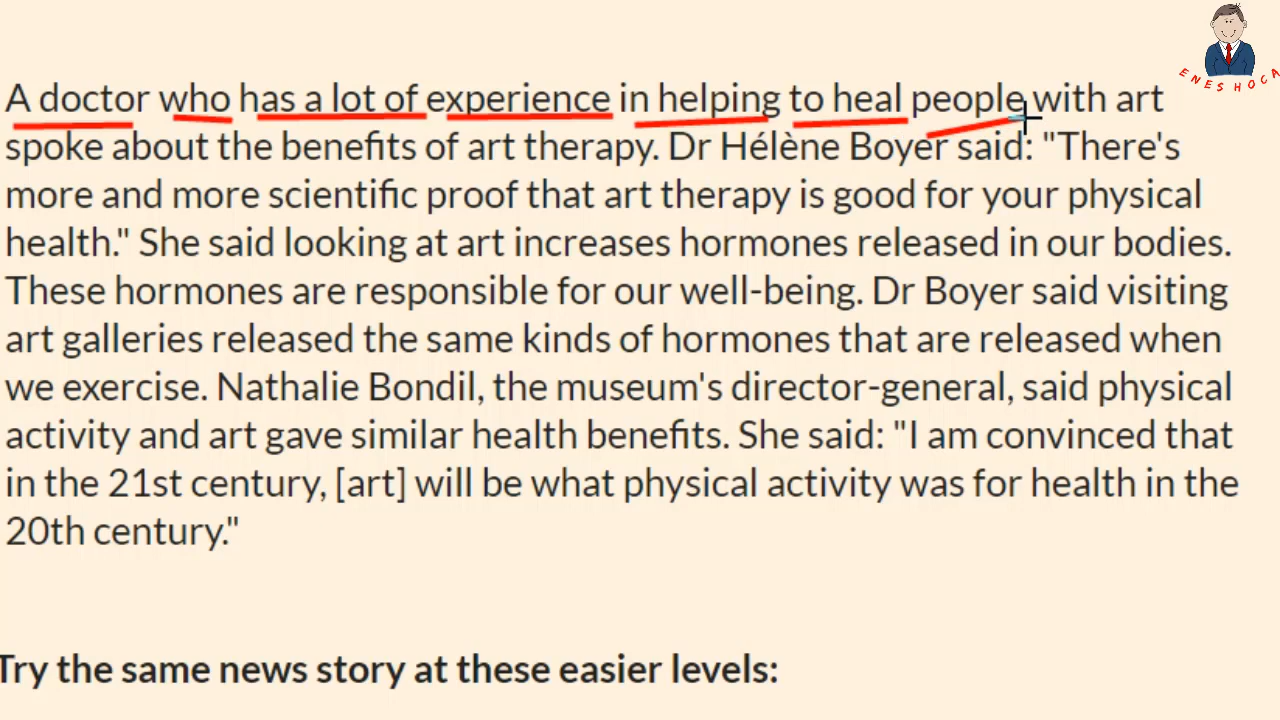 ENES HOCA
A doctor who has a lot of experience in helping to heal people with art
spoke about the benefits of art therapy. Dr Hélène Boyer said: "There's
more and more scientific proof that art therapy is good for your physical
health." She said looking at art increases hormones released in our bodies.
These hormones are responsible for our well-being. Dr Boyer said visiting
art galleries released the same kinds of hormones that are released when
we exercise. Nathalie Bondil, the museum's director-general, said physical
activity and art gave similar health benefits. She said: "I am convinced that
in the 21st century, [art] will be what physical activity was for health in the
20th century."
Try the same news story at these easier levels: